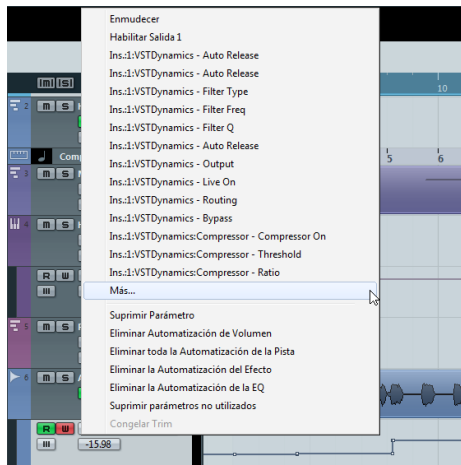 Enmudecer
Habilitar Salida 1
Ins.:1:VSTDynamics - Auto Release
Ins.:1:VSTDynamics - Auto Release
Ins.:1:VSTDynamics - Filter Type
Ins.:1:VSTDynamics - Filter Freq
Ins.:1:VSTDynamics - Filter Q
Ins.:1:VSTDynamics - Auto Release
Ins.:1:VSTDynamics - Output
Ins.:1:VSTDynamics - Live On
Ins.:1:VSTDynamics - Routing
Ins.:1:VSTDynamics - Bypass
Ins.:1:VSTDynamics:Compressor - Compressor On
Ins.:1:VSTDynamics:Compressor - Threshold
Ins.:1:VSTDynamics:Compressor - Ratio
Más...
Suprimir Parámetro
Eliminar Automatización de Volumen
Eliminar toda la Automatización de la Pista
Eliminar la Automatización del Efecto
Eliminar la Automatización de la EQ
Suprimir parámetros no utilizados
Congelar Trim
m s
10
2 m s
Comp
5 6
3 m s
4 m s
R W
5 m s
6 m s
R W
-15.98